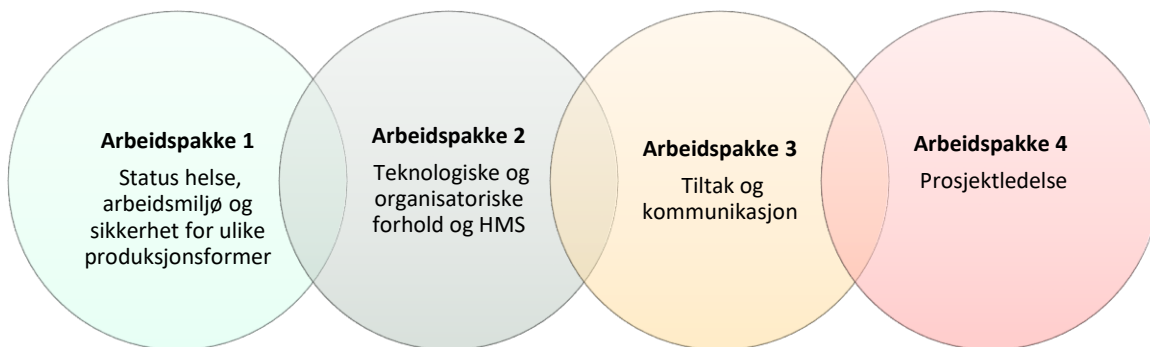 Arbeidspakke 1
Status helse,
arbeidsmiljø og
sikkerhet for ulike
produksjonsformer
Arbeidspakke 2
Teknologiske og
organisatoriske
forhold og HMS
Arbeidspakke 3
Tiltak og
kommunikasjon
Arbeidspakke 4
Prosjektledelse